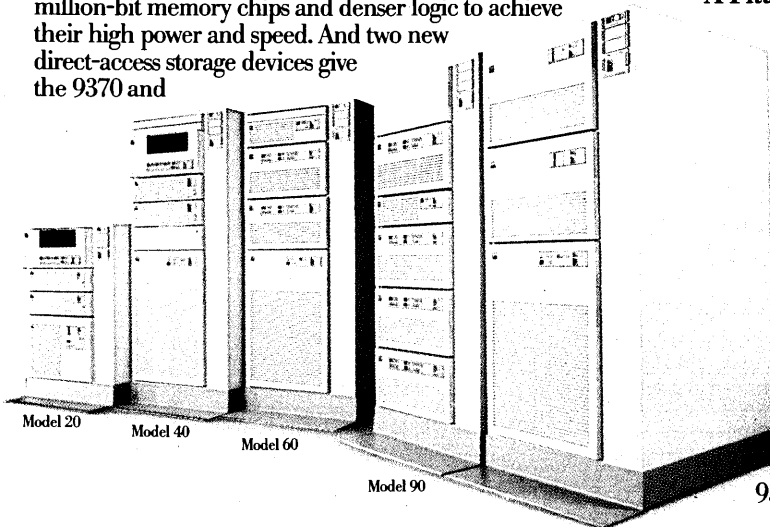 million-bit memory chips and denser logic to achieve
their high power and speed. And two new
direct-access storage devices give
the 9370 and
Model 20
Model 40
Model 60
Model 90